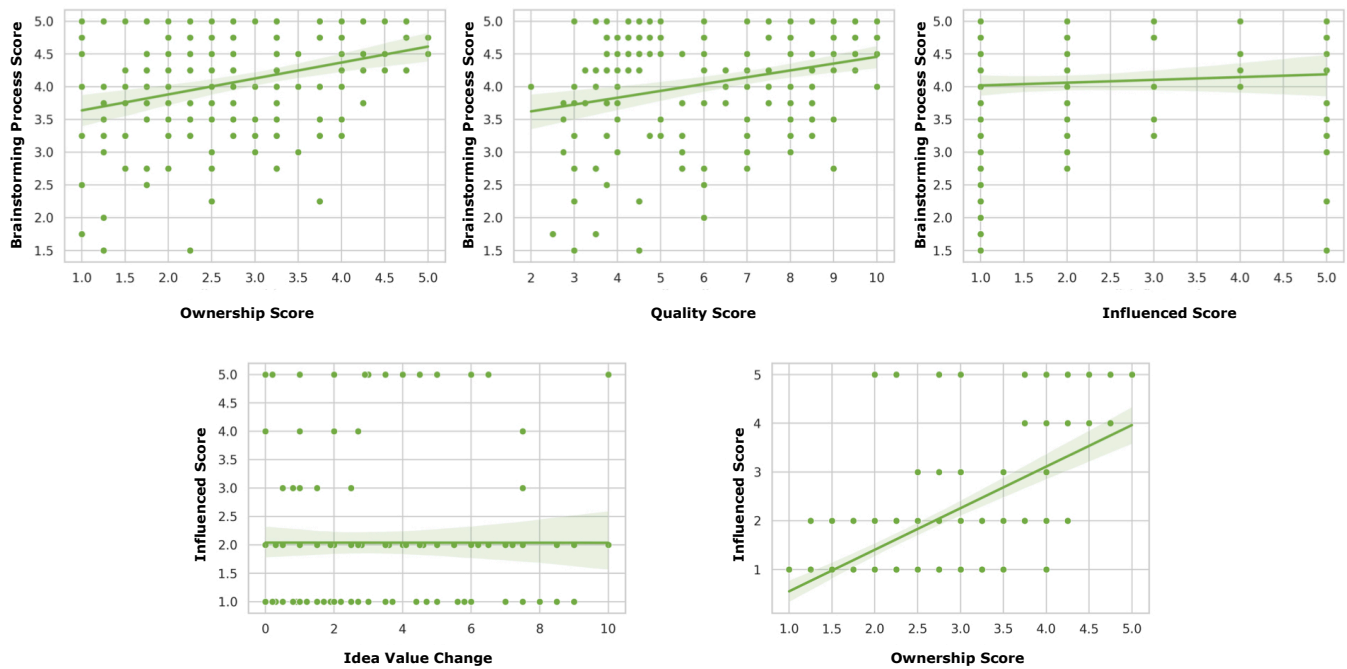 Brainstorming Process Score
5.0
4.5
4.0
3.5
3.0
2.5
2.0
1.5
1.0 1.5 2.0 2.5 3.0 3.5 4.0 4.5 5.0
Ownership Score
Brainstorming Process Score
5.0
4.5
4.0
3.5
3.0
2.5
2.0
1.5
2 3 4 5 6 7 8 9 10
Quality Score
Brainstorming Process Score
5.0
4.5
4.0
3.5
3.0
2.5
2.0
1.5
1.0 1.5 2.0 2.5 3.0 3.5 4.0 4.5 5.0
Influenced Score
Influenced Score
5.0
4.5
4.0
3.5
3.0
2.5
2.0
1.5
1.0
0 2 4 6 8 10
Idea Value Change
Influenced Score
5
4
3
2
1
1.0 1.5 2.0 2.5 3.0 3.5 4.0 4.5 5.0
Ownership Score